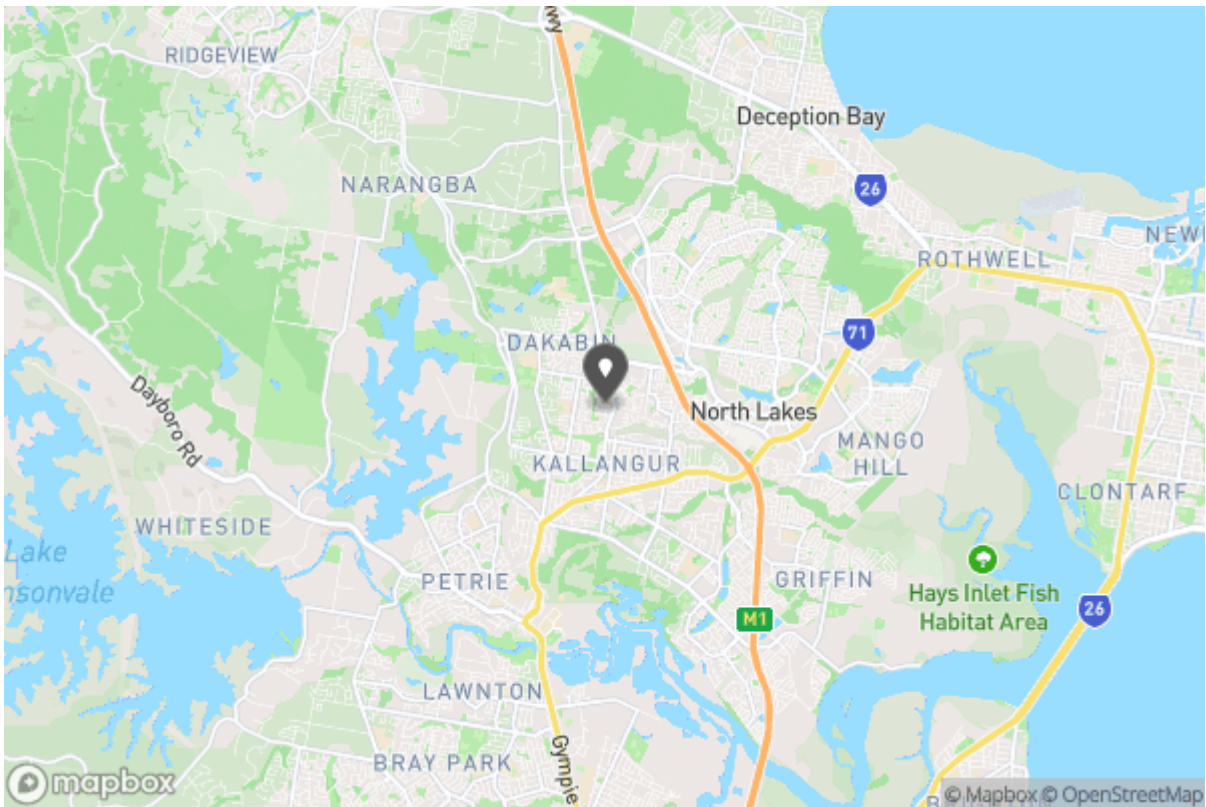 wy
RIDGEVIEW
Deception Bay
NARANGBA
26
NEW
ROTHWELL
DAKABIN
71
Dayboro Rd
North Lakes
MANGO
HILL
KALLANGUR
CLONTARF
WHITESIDE
Lake
nsonvale
PETRIE
GRIFFIN
Hays Inlet Fish
Habitat Area
26
M1
LAWNTON
Gympie
BRAY PARK
mapbox
© Mapbox © OpenStreetMap